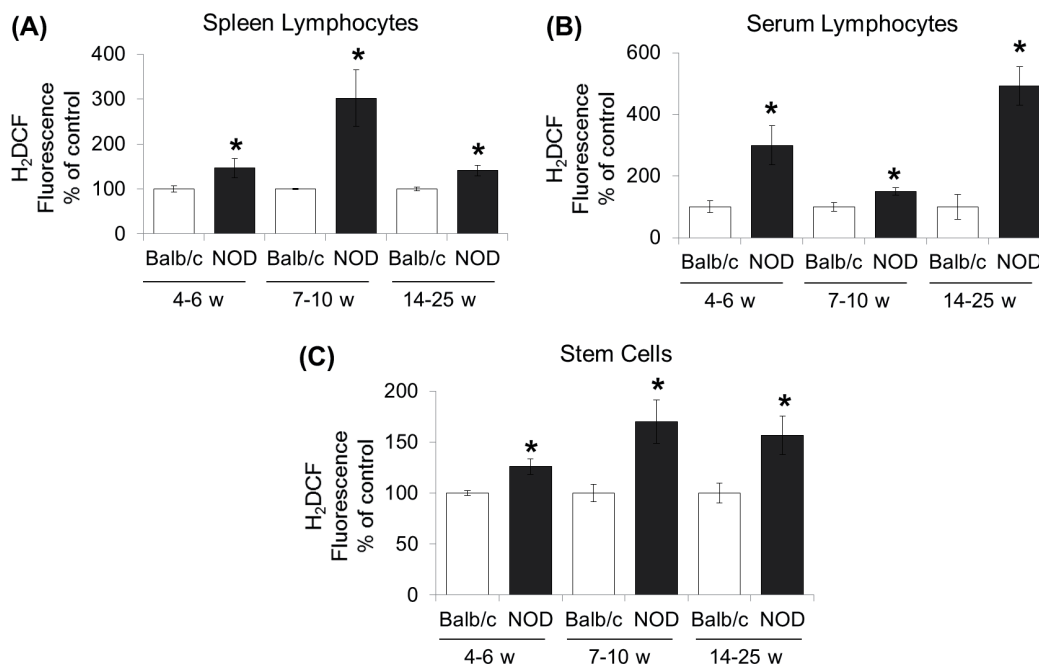 (A)
Spleen Lymphocytes
H₂DCF
Fluorescence
% of control
400
300
200
100
0
*
*
*
Balb/c NOD Balb/c NOD Balb/c NOD
4-6 w 7-10 w 14-25 w
(B)
Serum Lymphocytes
H₂DCF
Fluorescence
% of control
600
400
200
0
*
*
*
Balb/c NOD Balb/c NOD Balb/c NOD
4-6 w 7-10 w 14-25 w
(C)
Stem Cells
H₂DCF
Fluorescence
% of control
200
150
100
50
0
*
*
*
Balb/c NOD Balb/c NOD Balb/c NOD
4-6 w 7-10 w 14-25 w